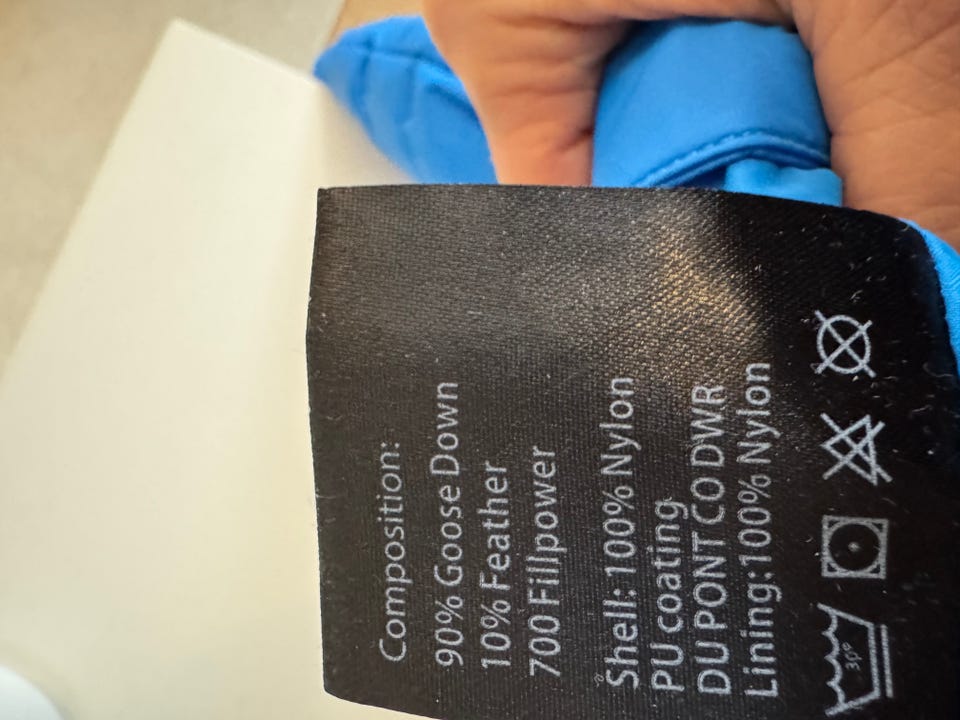 Composition:
90% Goose Down
10% Feather
700 Fillpower
Shell: 100% Nylon
PU coating
DU PONT CO DWR
Lining:100% Nylon
30°